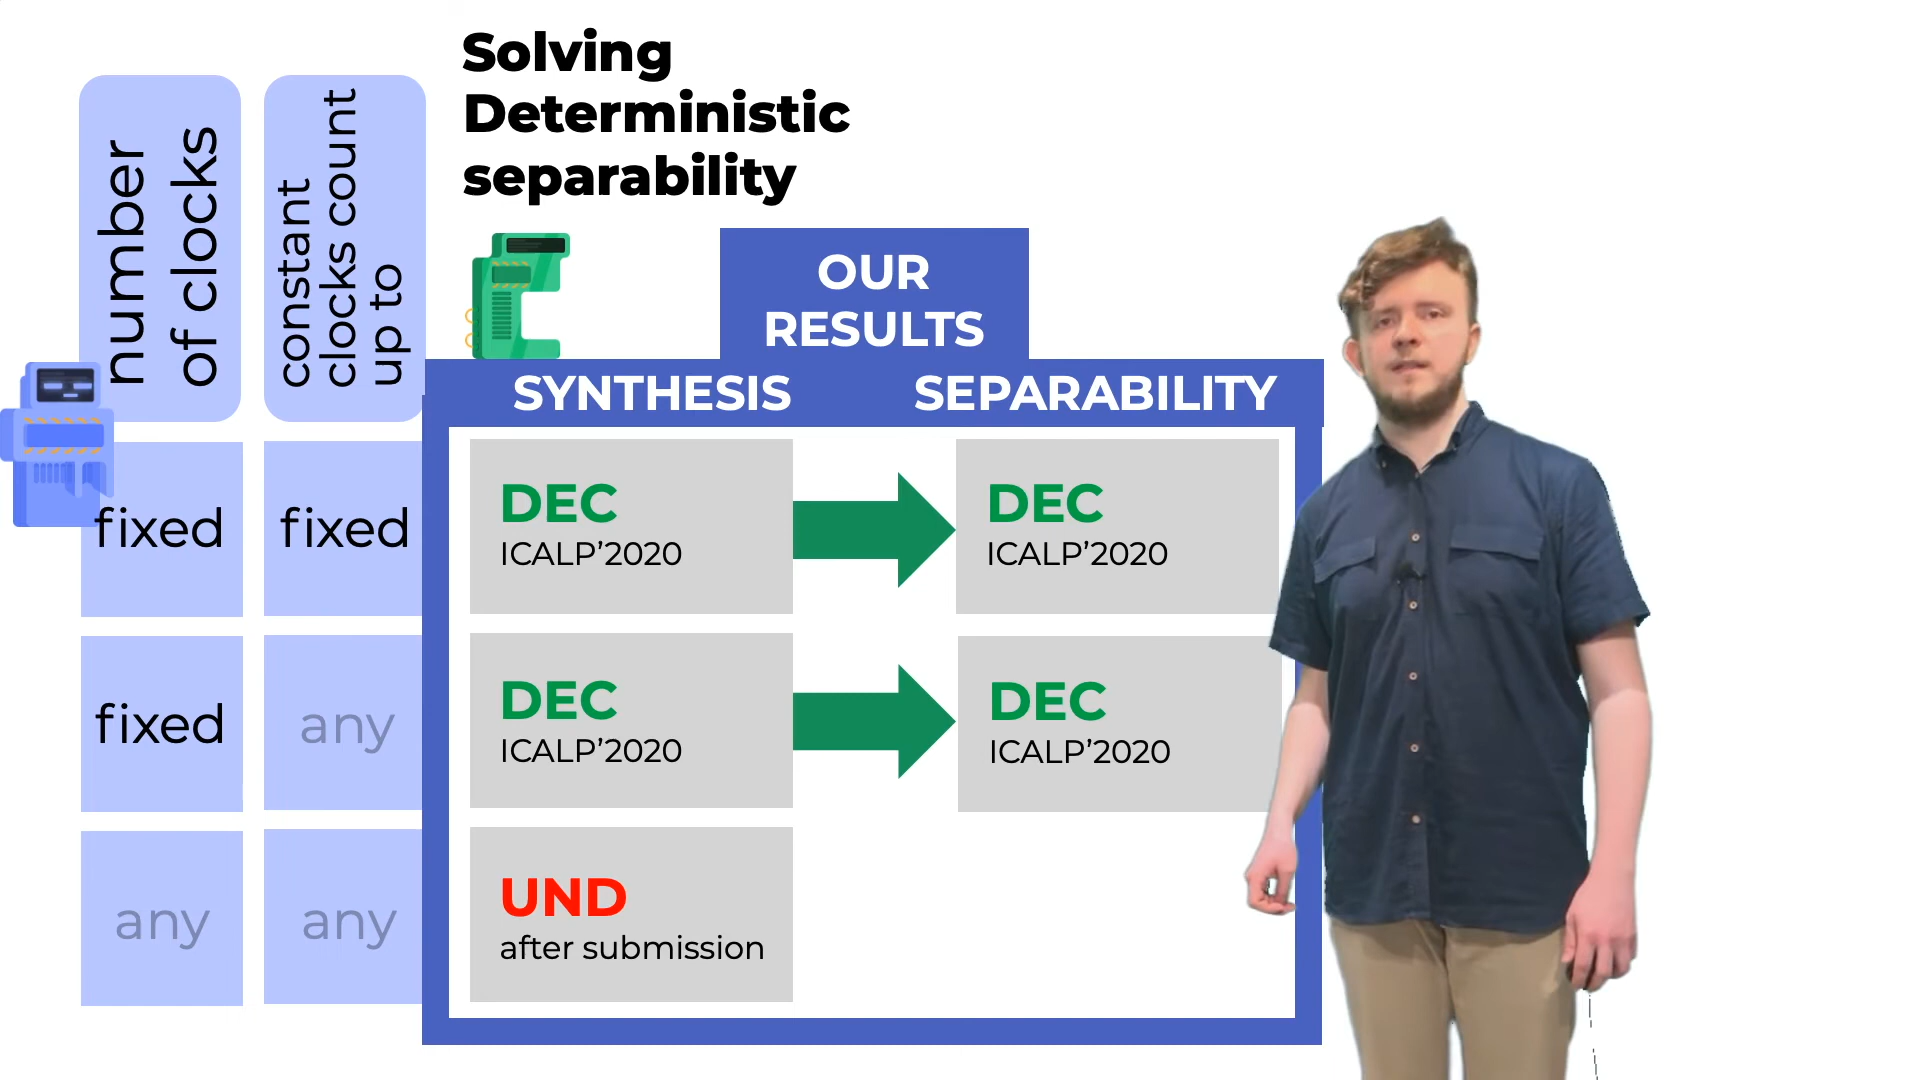 Solving
Deterministic
separability
number
of clocks
constant
clocks count
up to
OUR
RESULTS
SYNTHESIS
SEPARABILITY
fixed
fixed
DEC
ICALP’2020
DEC
ICALP’2020
fixed
any
DEC
ICALP’2020
DEC
ICALP’2020
any
any
UND
after submission